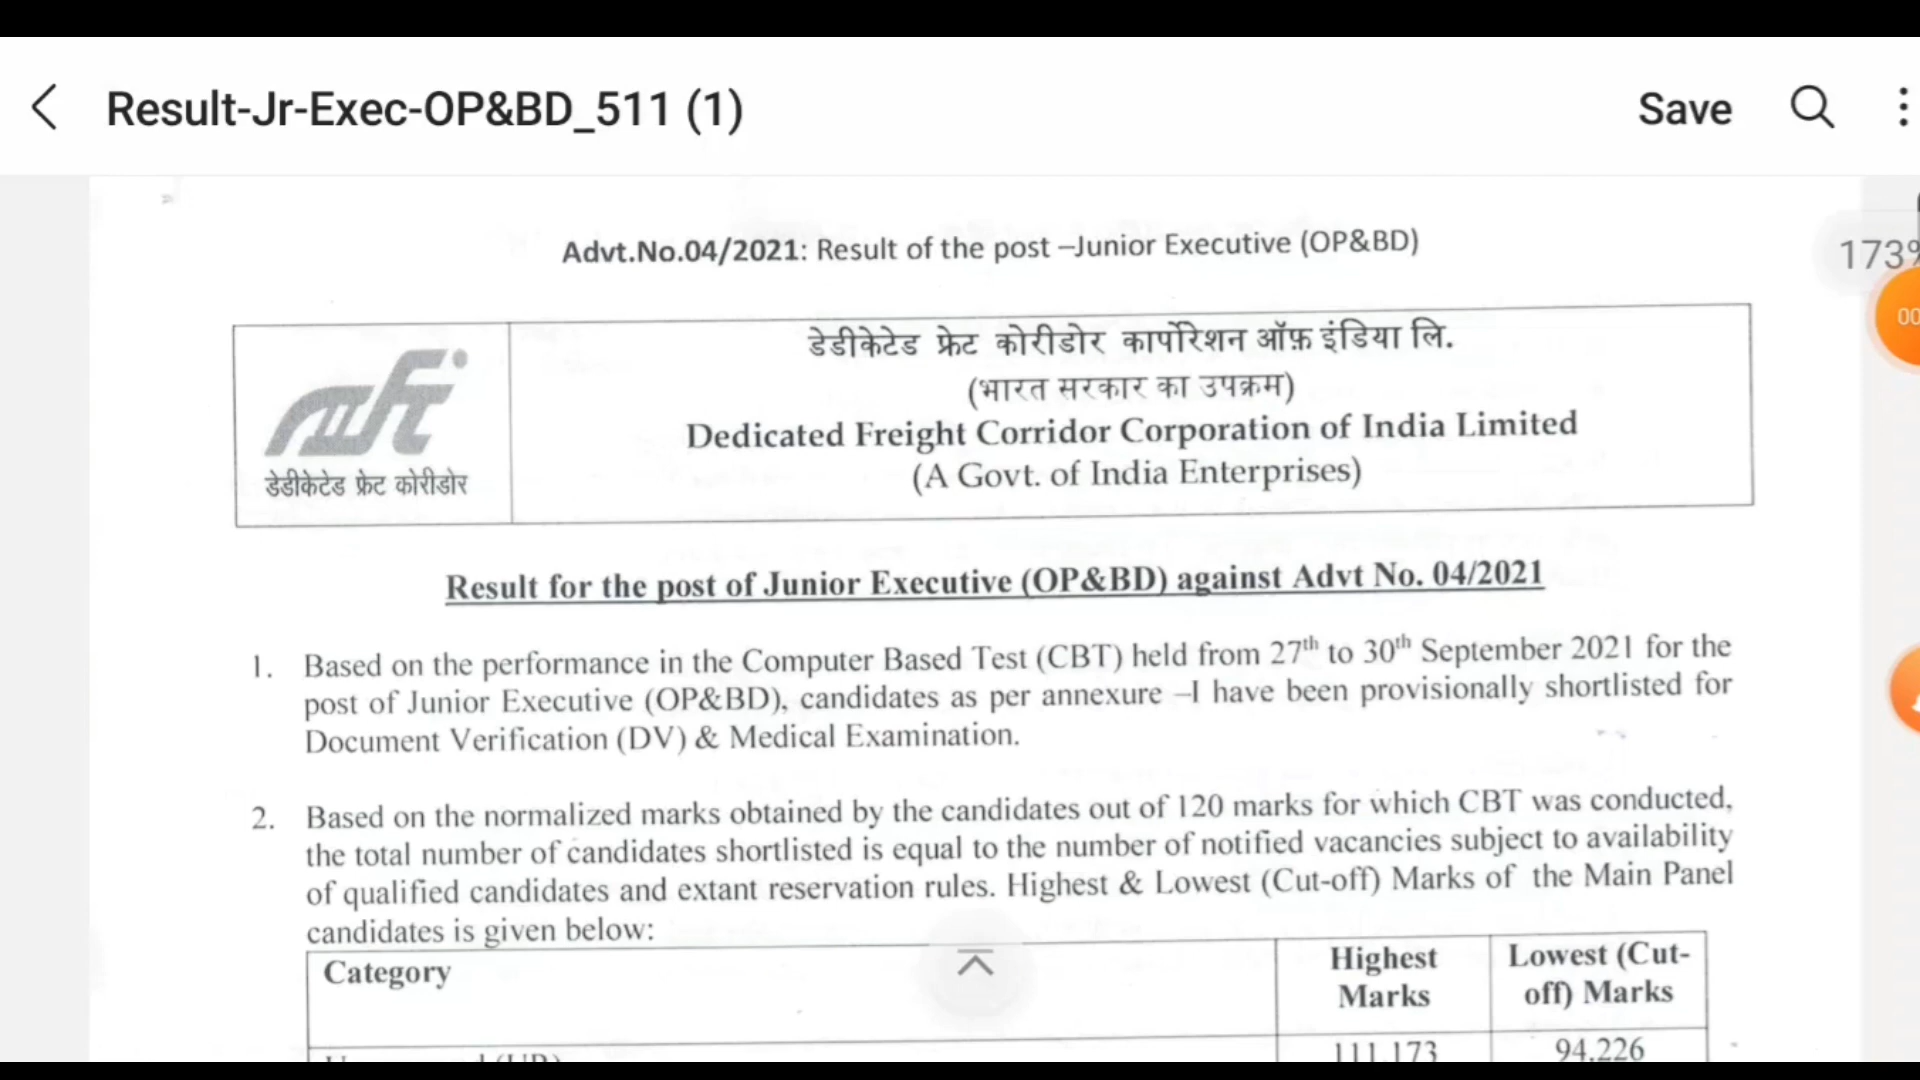 Result-Jr-Exec-OP&BD_511 (1)
Save
Advt.No.04/2021: Result of the post –Junior Executive (OP&BD)
173%
00
डेडीकेटेड फ्रेट कोरीडोर कार्पोरेशन ऑफ़ इंडिया लि.
(भारत सरकार का उपक्रम)
Dedicated Freight Corridor Corporation of India Limited
(A Govt. of India Enterprises)
डेडीकेटेड फ्रेट कोरीडोर
Result for the post of Junior Executive (OP&BD) against Advt No. 04/2021
1. Based on the performance in the Computer Based Test (CBT) held from 27th to 30th September 2021 for the
post of Junior Executive (OP&BD), candidates as per annexure –I have been provisionally shortlisted for
Document Verification (DV) & Medical Examination.
2. Based on the normalized marks obtained by the candidates out of 120 marks for which CBT was conducted,
the total number of candidates shortlisted is equal to the number of notified vacancies subject to availability
of qualified candidates and extant reservation rules. Highest & Lowest (Cut-off) Marks of the Main Panel
candidates is given below:
Category
Highest
Marks
Lowest (Cut-
off) Marks
111.173
94.226